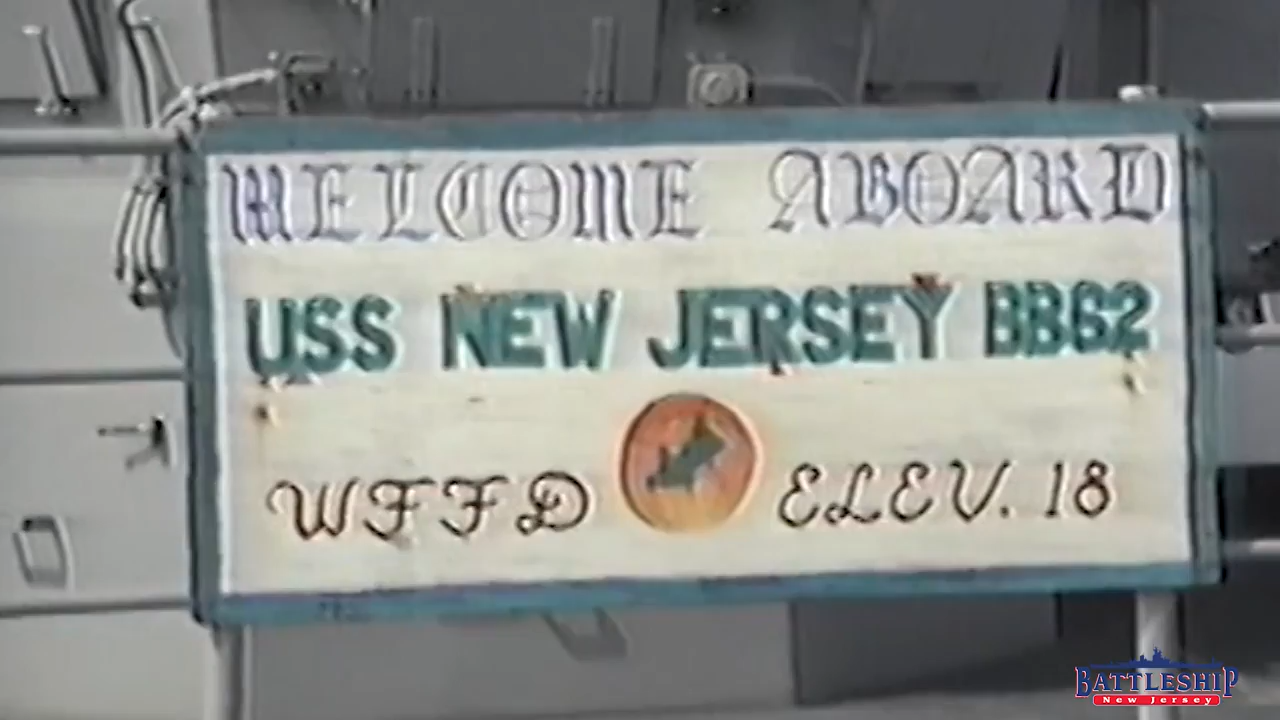 WELCOME ABOARD
USS NEW JERSEY BB62
WFFD ELEV. 18
BATTLESHIP
New Jersey